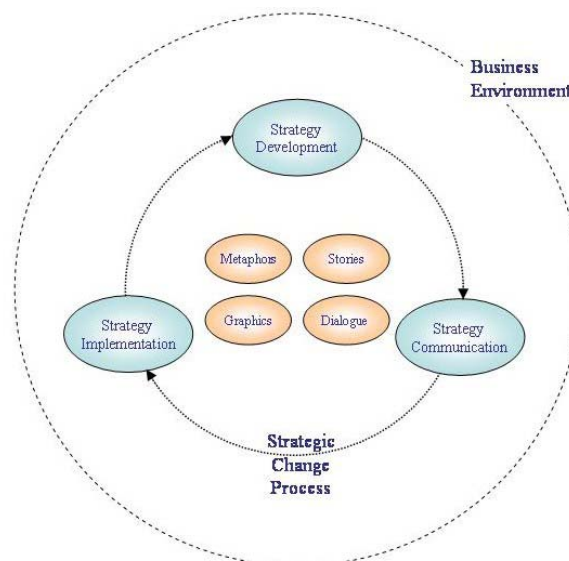 Business
Environment
Strategy
Development
Metaphors
Stories
Graphics
Dialogue
Strategy
Implementation
Strategy
Communication
Strategic
Change
Process